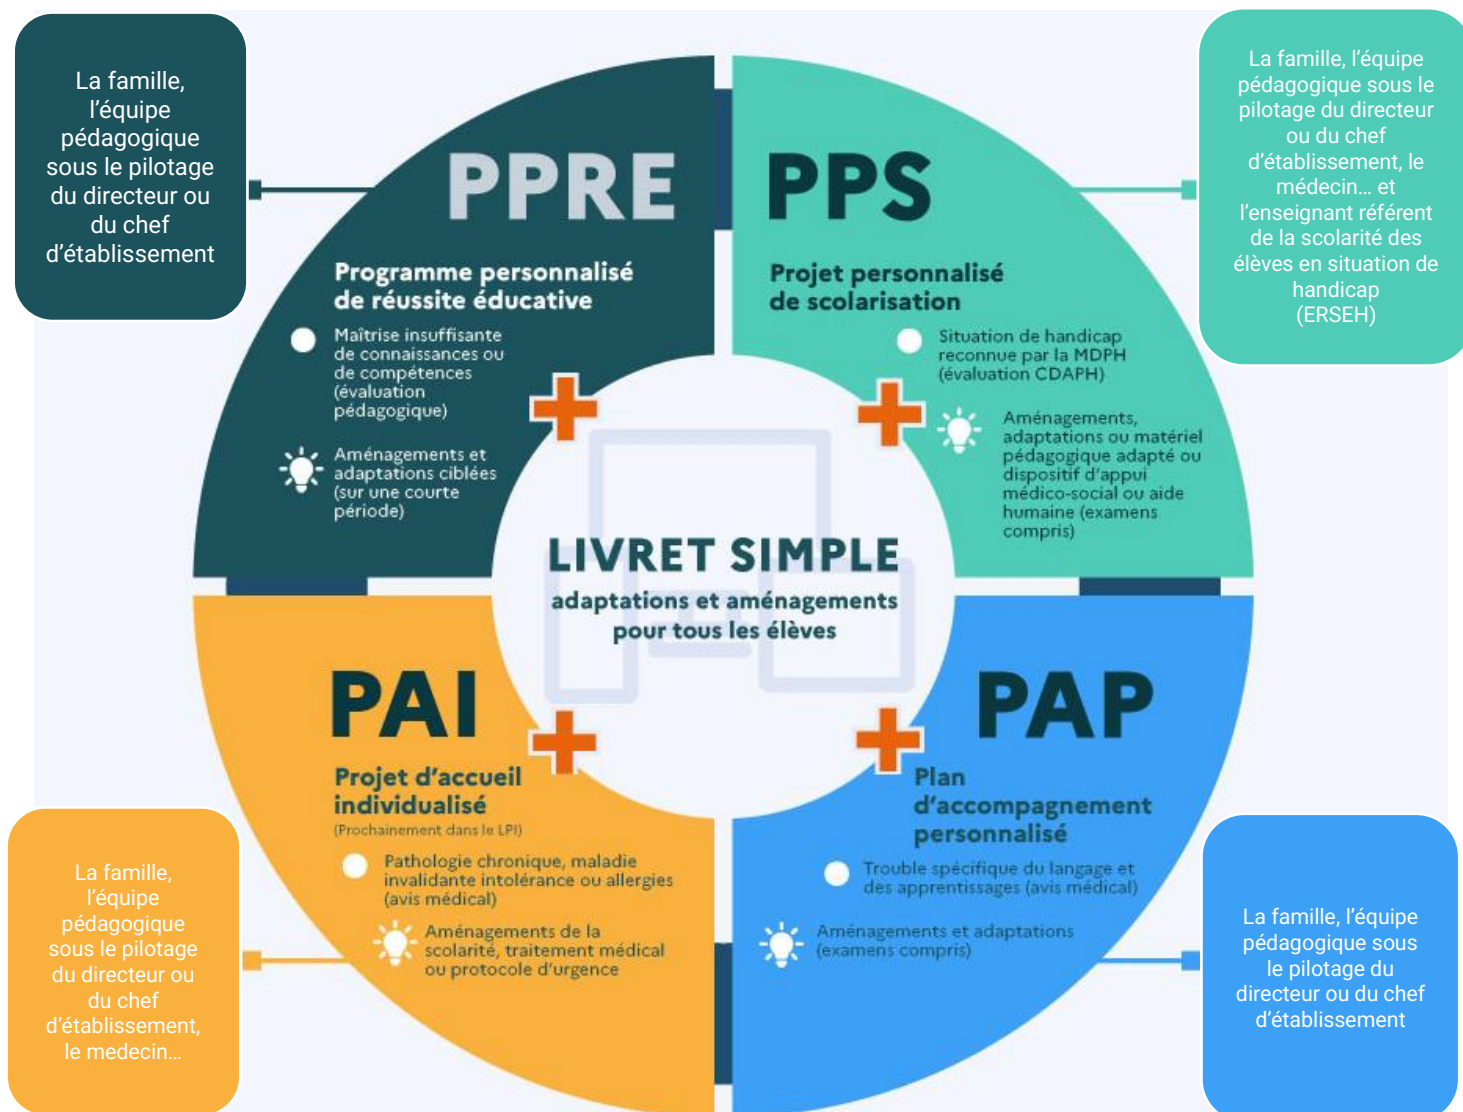 La famille,
l'équipe
pédagogique
sous le pilotage
du directeur ou
du chef
d'établissement
PPRE
Programme personnalisé
de réussite éducative
Maîtrise insuffisante
de connaissances ou
de compétences
(évaluation
pédagogique)
Aménagements et
adaptations ciblées
(sur une courte
période)
PPS
Projet personnalisé
de scolarisation
Situation de handicap
reconnue par la MDPH
(évaluation CDAPH)
Aménagements,
adaptations ou matériel
pédagogique adapté ou
dispositif d'appui
médico-social ou aide
humaine (examens
compris)
La famille, l'équipe
pédagogique sous le
pilotage du directeur
ou du chef
d'établissement, le
médecin... et
l'enseignant référent
de la scolarité des
élèves en situation de
handicap
(ERSEH)
LIVRET SIMPLE
adaptations et aménagements
pour tous les élèves
PAI
Projet d'accueil
individualisé
(Prochainement dans le LPI)
Pathologie chronique, maladie
invalidante intolérance ou allergies
(avis médical)
Aménagements de la
scolarité, traitement médical
ou protocole d'urgence
La famille,
l'équipe
pédagogique
sous le pilotage
du directeur ou
du chef
d'établissement,
le medecin...
PAP
Plan
d'accompagnement
personnalisé
Trouble spécifique du langage et
des apprentissages (avis médical)
Aménagements et adaptations
(examens compris)
La famille, l'équipe
pédagogique sous
le pilotage du
directeur ou du chef
d'établissement